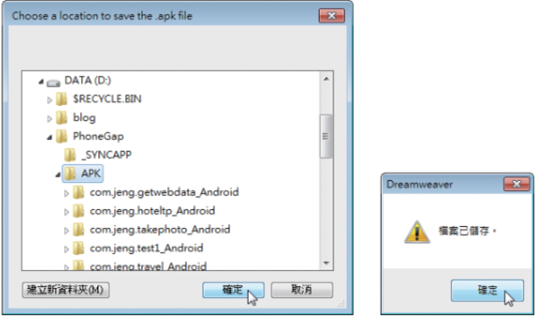 Choose a location to save the .apk file
DATA (D:)
$RECYCLE.BIN
blog
PhoneGap
_SYNCAPP
APK
com.jeng.getwebdata_Android
com.jeng.hoteltp_Android
com.jeng.takephoto_Android
com.jeng.test1_Android
com.jeng.travel_Android
建立新資料夾(M)
確定
取消
Dreamweaver
檔案已儲存。
確定